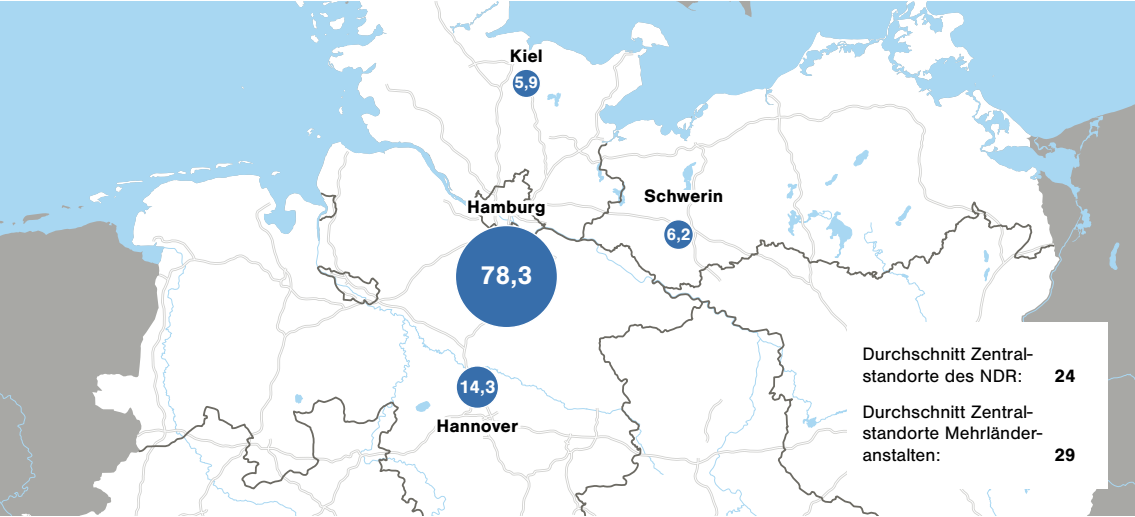 Kiel
5,9
Schwerin
6,2
Hamburg
78,3
14,3
Hannover
Durchschnitt Zentral-
standorte des NDR: 24
Durchschnitt Zentral-
standorte Mehrländer-
anstalten: 29